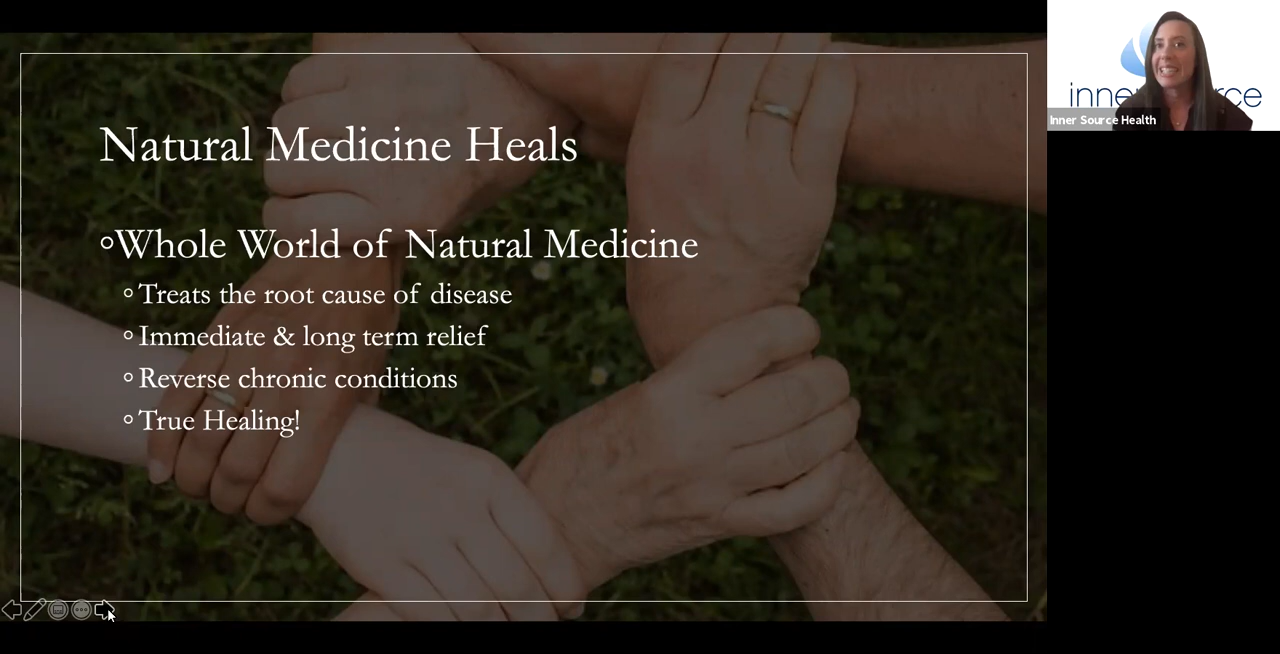 Natural Medicine Heals
Whole World of Natural Medicine
Treats the root cause of disease
Immediate & long term relief
Reverse chronic conditions
True Healing!
Inner Source Health